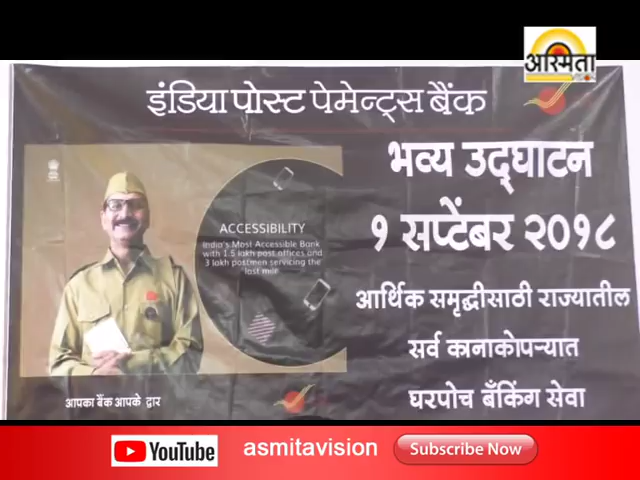 अस्मिता
इंडिया पोस्ट पेमेन्ट्स बैंक
भव्य उद्‌घाटन
१ सप्टेंबर २०१८
ACCESSIBILITY
India's Most Accessible Bank
with 1.5 lakh post offices and
3 lakh postmen servicing the
last mile
आर्थिक समृद्धीसाठी राज्यातील
सर्व कानाकोपऱ्यात
घरपोच बँकिंग सेवा
आपका बैंक आपके द्वार
YouTube
asmitavision
Subscribe Now